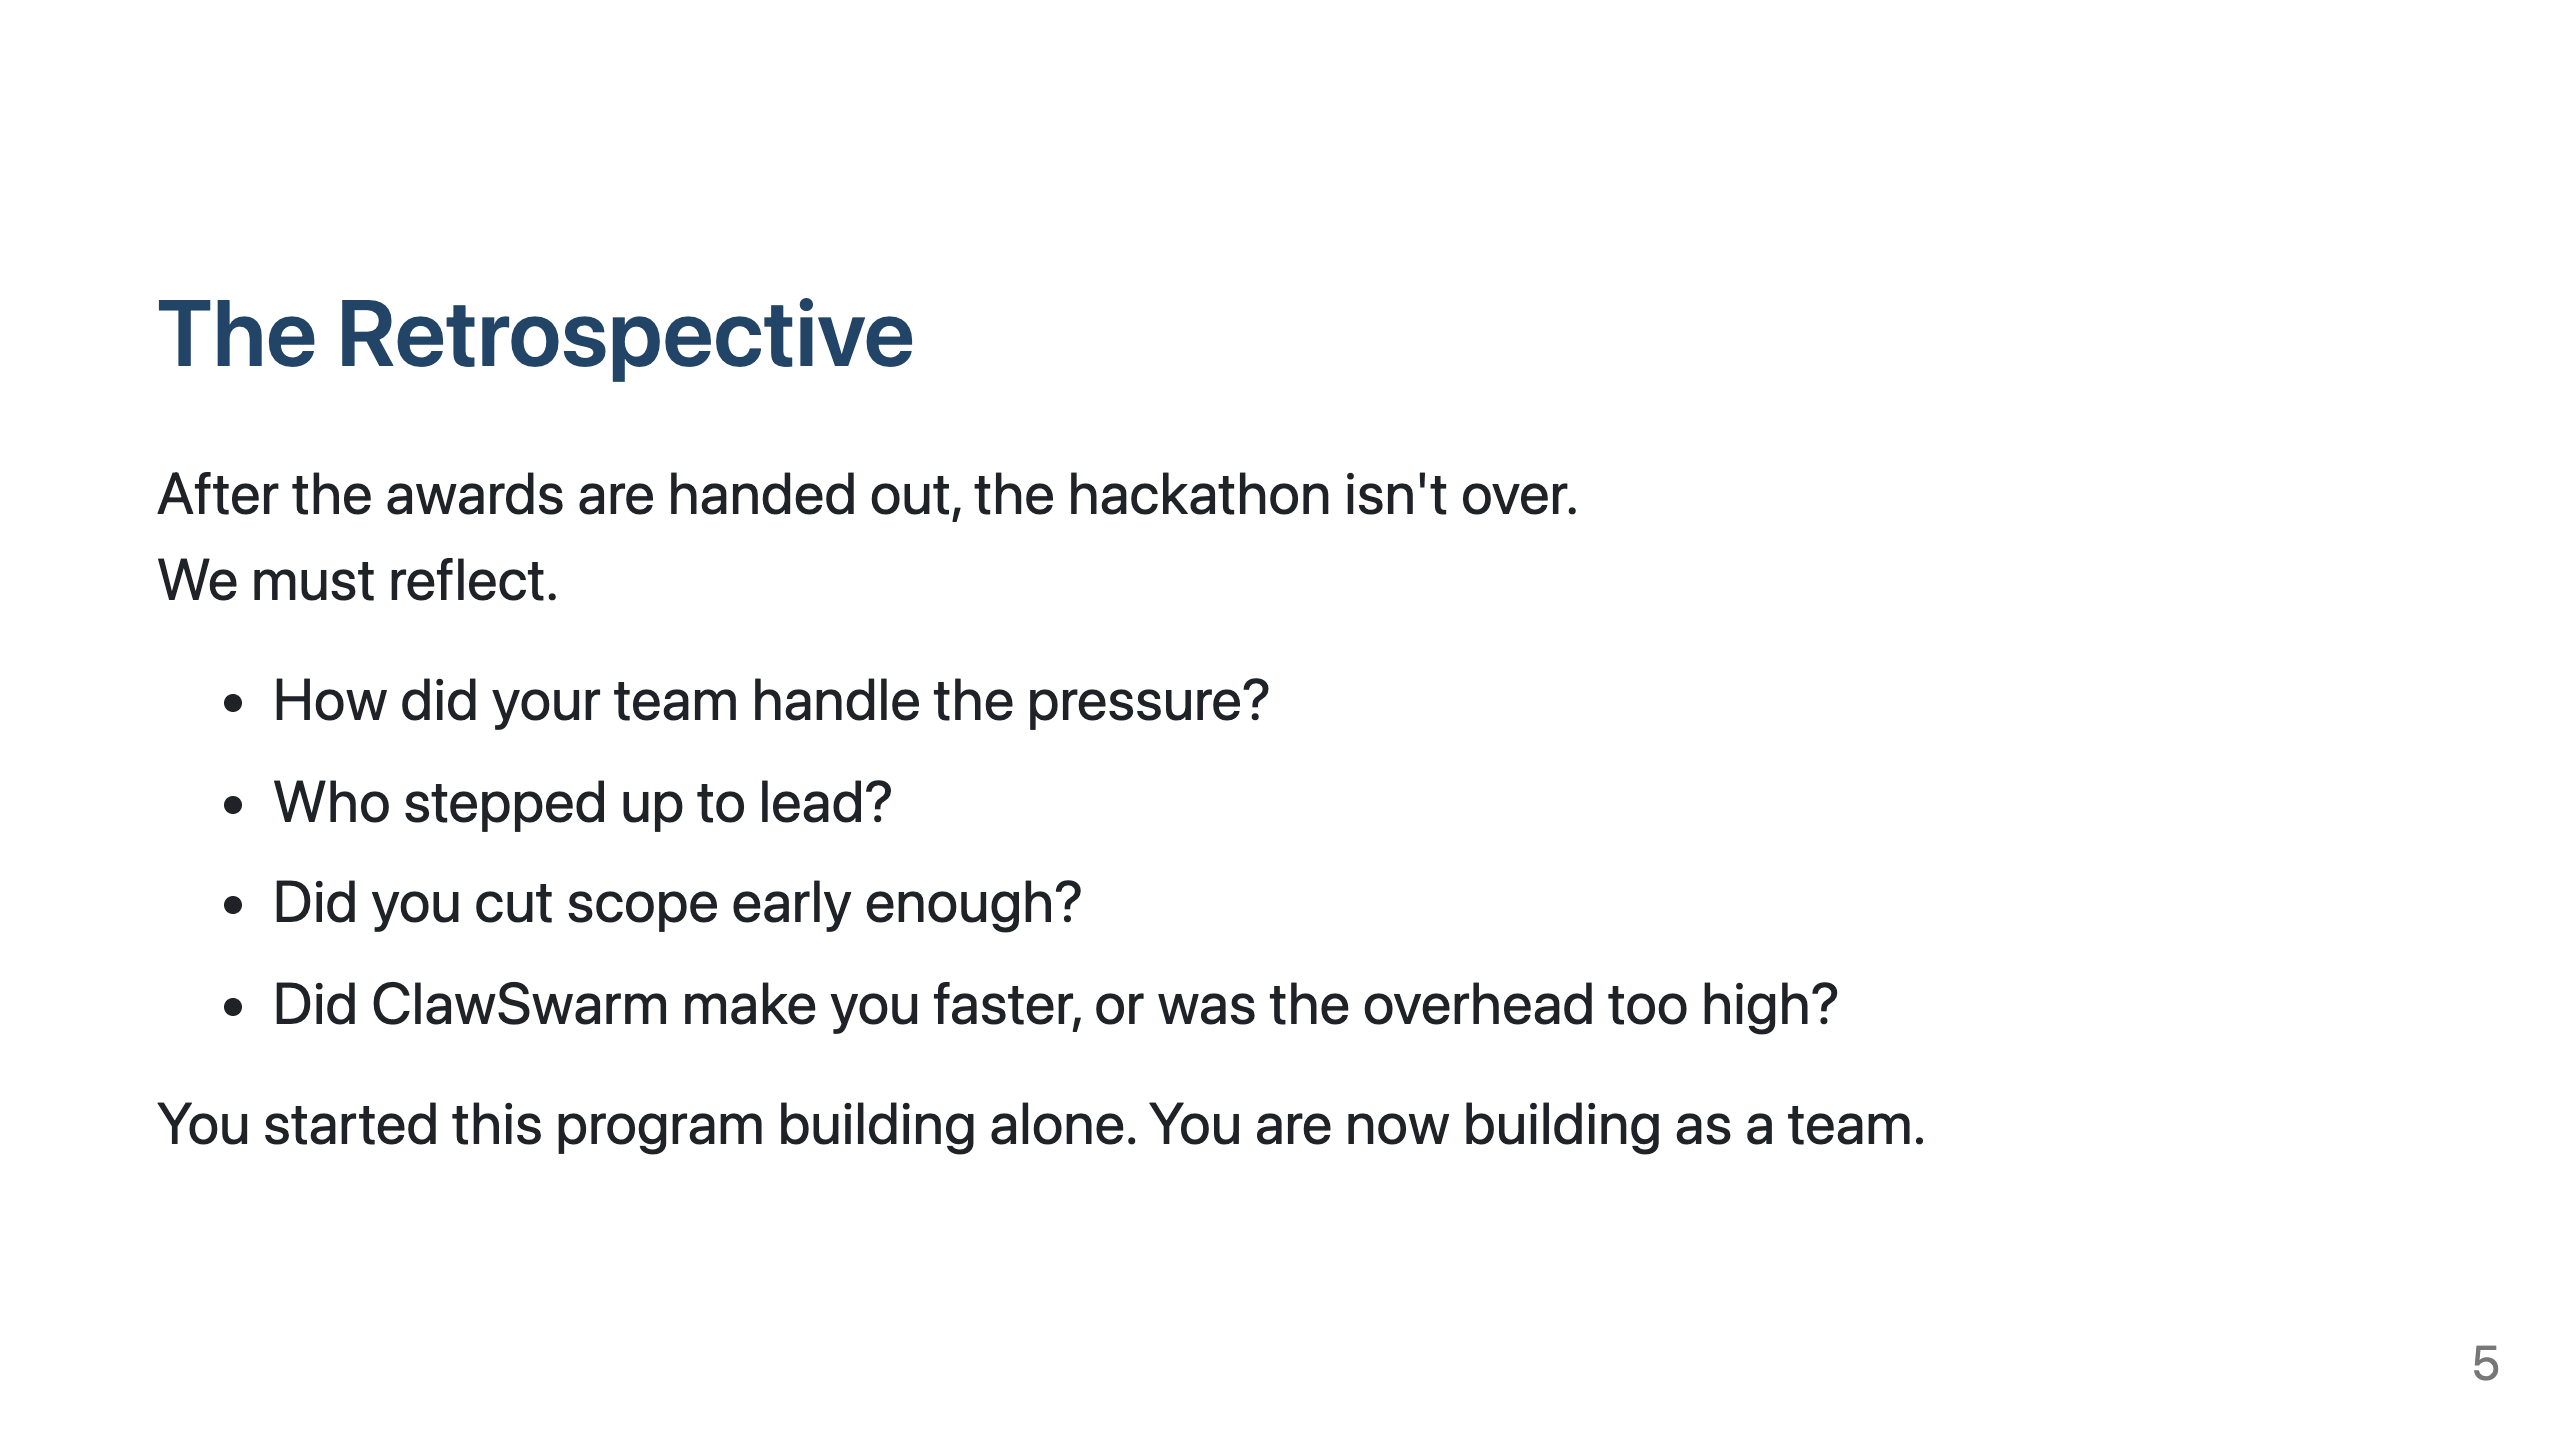 The Retrospective
After the awards are handed out, the hackathon isn't over.
We must reflect.
• How did your team handle the pressure?
• Who stepped up to lead?
• Did you cut scope early enough?
• Did ClawSwarm make you faster, or was the overhead too high?
You started this program building alone. You are now building as a team.
5